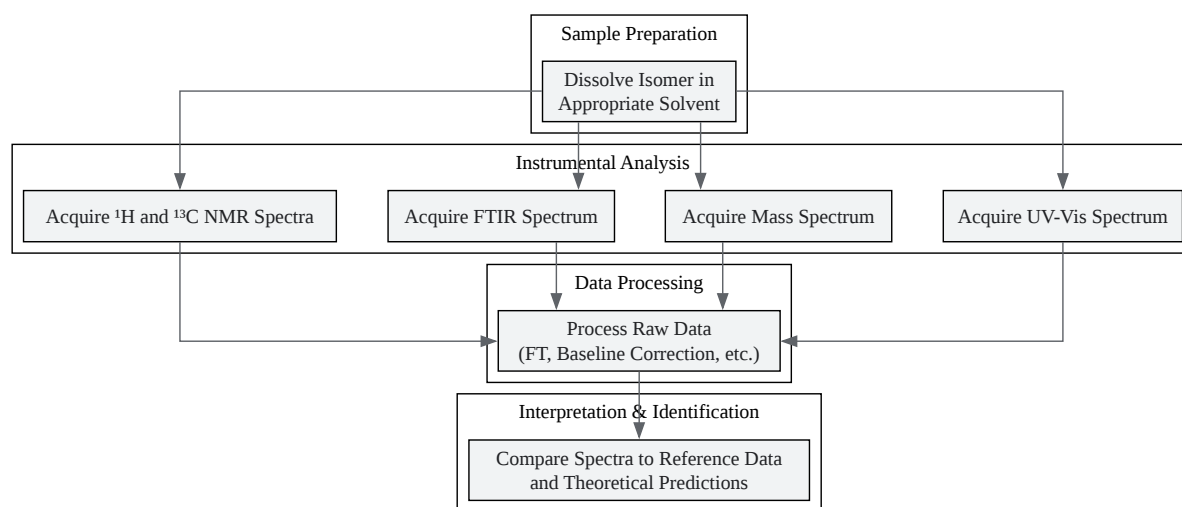 Sample Preparation
Dissolve Isomer in
Appropriate Solvent
Instrumental Analysis
Acquire ¹H and ¹³C NMR Spectra
Acquire FTIR Spectrum
Acquire Mass Spectrum
Acquire UV-Vis Spectrum
Data Processing
Process Raw Data
(FT, Baseline Correction, etc.)
Interpretation & Identification
Compare Spectra to Reference Data
and Theoretical Predictions